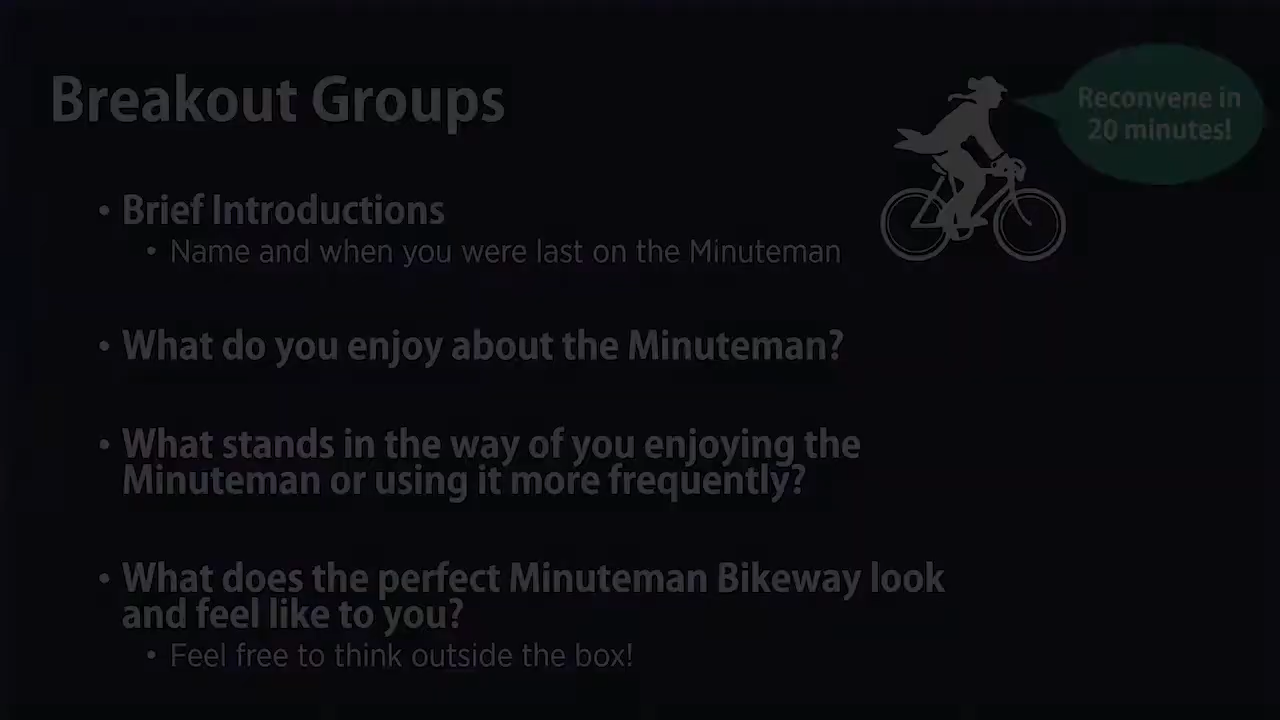 Breakout Groups
Reconvene in
20 minutes!
• Brief Introductions
• Name and when you were last on the Minuteman
• What do you enjoy about the Minuteman?
• What stands in the way of you enjoying the
Minuteman or using it more frequently?
• What does the perfect Minuteman Bikeway look
and feel like to you?
• Feel free to think outside the box!